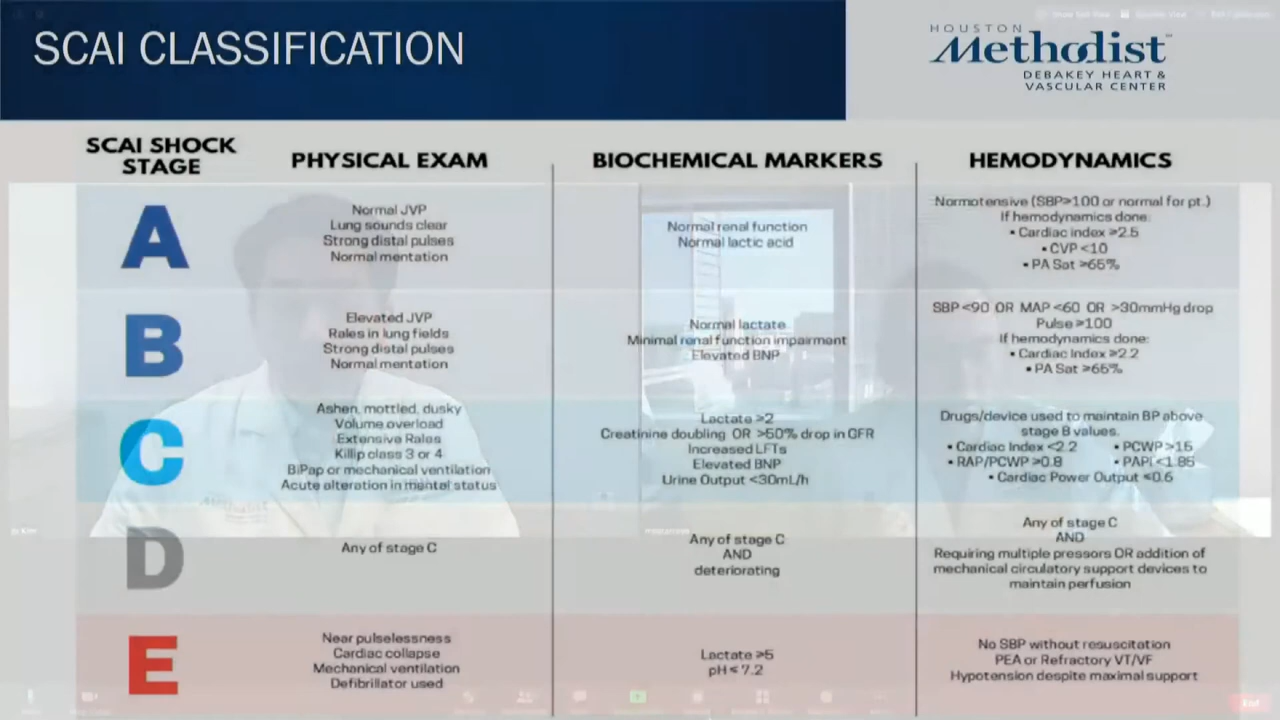 SCAI CLASSIFICATION
HOUSTON
Methodist
DEBAKEY HEART &
VASCULAR CENTER
SCAI SHOCK
STAGE
PHYSICAL EXAM
BIOCHEMICAL MARKERS
HEMODYNAMICS
A
Normal JVP
Lung sounds clear
Strong distal pulses
Normal mentation
Normal renal function
Normal lactic acid
Normotensive (SBP>100 or normal for pt.)
If hemodynamics done:
• Cardiac index ≥2.5
• CVP <10
• PA Sat ≥65%
B
Elevated JVP
Rales in lung fields
Strong distal pulses
Normal mentation
Normal lactate
Minimal renal function impairment
Elevated BNP
SBP <90 OR MAP <60 OR >30mmHg drop
Pulse ≥100
If hemodynamics done:
• Cardiac Index ≥2.2
• PA Sat ≥65%
C
Ashen, mottled, dusky
Volume overload
Extensive Rales
Killip class 3 or 4
BiPap or mechanical ventilation
Acute alteration in mental status
Lactate ≥2
Creatinine doubling OR >50% drop in GFR
Increased LFTs
Elevated BNP
Urine Output <30mL/h
Drugs/device used to maintain BP above
stage B values.
• Cardiac Index <2.2 • PCWP >15
• RAP/PCWP ≥0.8 • PAPI <1.85
• Cardiac Power Output ≤0.6
D
Any of stage C
Any of stage C
AND
deteriorating
Any of stage C
AND
Requiring multiple pressors OR addition of
mechanical circulatory support devices to
maintain perfusion
E
Near pulselessness
Cardiac collapse
Mechanical ventilation
Defibrillator used
Lactate ≥5
pH ≤ 7.2
No SBP without resuscitation
PEA or Refractory VT/VF
Hypotension despite maximal support
Methodist
End